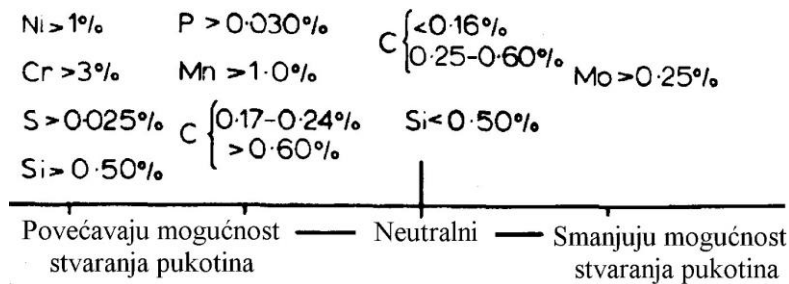 Ni>1% P>0·030% C {<0·16%
0·25-0·60%
Cr>3% Mn>1·0% Mo>0·25%
S>0·025% C {0·17-0·24% Si<0·50%
>0·60%
Si>0·50%
Povećavaju mogućnost Neutralni Smanjuju mogućnost
stvaranja pukotina stvaranja pukotina